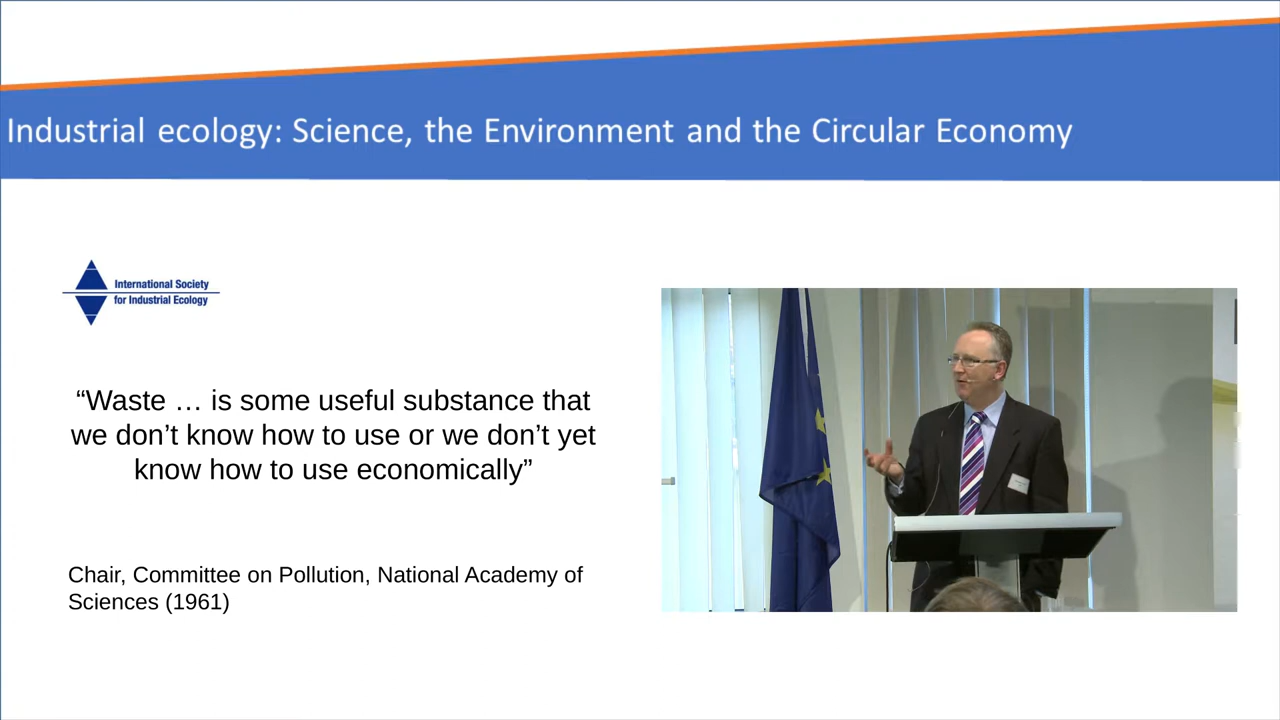 Industrial ecology: Science, the Environment and the Circular Economy
International Society
for Industrial Ecology
“Waste … is some useful substance that
we don’t know how to use or we don’t yet
know how to use economically”
Chair, Committee on Pollution, National Academy of
Sciences (1961)